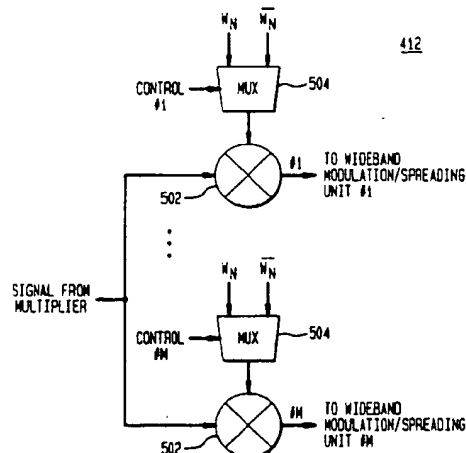 W_N W̅_N̅
412
CONTROL #1
MUX
504
#1
TO WIDEBAND
MODULATION/SPREADING
UNIT #1
502
SIGNAL FROM
MULTIPLIER
W_N W̅_N̅
CONTROL #M
MUX
504
#M
TO WIDEBAND
MODULATION/SPREADING
UNIT #M
502